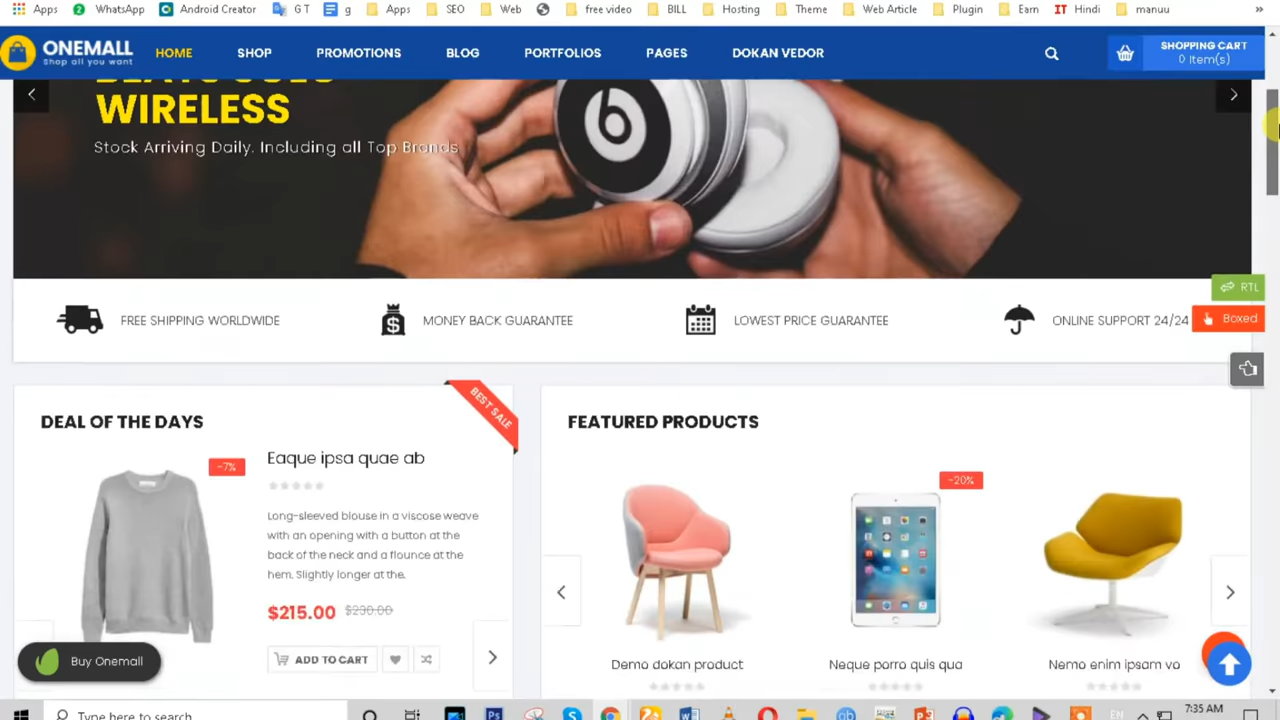 Apps WhatsApp Android Creator G T g Apps SEO Web free video BILL Hosting Theme Web Article Plugin Earn IT Hindi manuu »
ONEMALL
Shop all you want
HOME SHOP PROMOTIONS BLOG PORTFOLIOS PAGES DOKAN VEDOR
SHOPPING CART
0 Item(s)
WIRELESS
Stock Arriving Daily. Including all Top Brands
RTL
Boxed
FREE SHIPPING WORLDWIDE MONEY BACK GUARANTEE LOWEST PRICE GUARANTEE ONLINE SUPPORT 24/24
BEST SALE
DEAL OF THE DAYS
FEATURED PRODUCTS
-7%
Eaque ipsa quae ab
-20%
Long-sleeved blouse in a viscose weave
with an opening with a button at the
back of the neck and a flounce at the
hem. Slightly longer at the.
$215.00 $230.00
ADD TO CART
Buy Onemall
Demo dokan product Neque porro quis qua Nemo enim ipsam vo
Type here to search
EN
7:35 AM